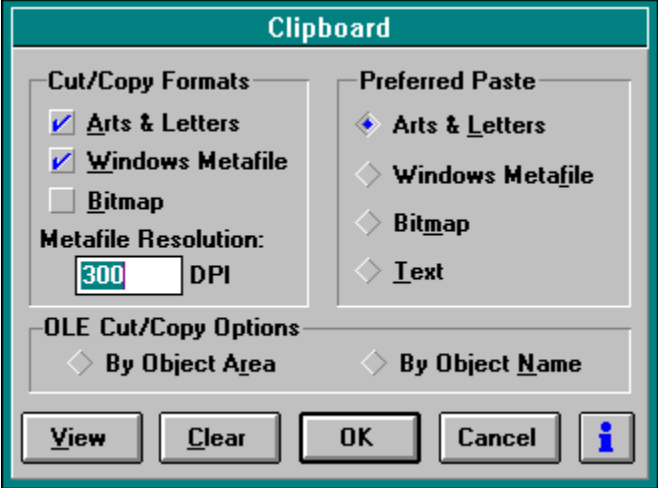 Clipboard
Cut/Copy Formats
Arts & Letters
Windows Metafile
Bitmap
Metafile Resolution:
300 DPI
Preferred Paste
Arts & Letters
Windows Metafile
Bitmap
Text
OLE Cut/Copy Options
By Object Area
By Object Name
View
Clear
OK
Cancel
i